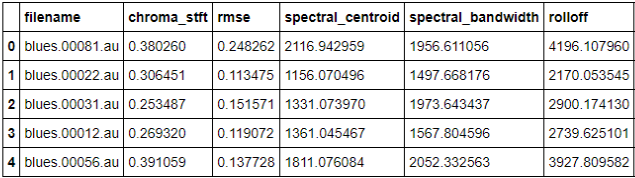 filename chroma_stft rmse spectral_centroid spectral_bandwidth rolloff
0 blues.00081.au 0.380260 0.248262 2116.942959 1956.611056 4196.107960
1 blues.00022.au 0.306451 0.113475 1156.070496 1497.668176 2170.053545
2 blues.00031.au 0.253487 0.151571 1331.073970 1973.643437 2900.174130
3 blues.00012.au 0.269320 0.119072 1361.045467 1567.804596 2739.625101
4 blues.00056.au 0.391059 0.137728 1811.076084 2052.332563 3927.809582